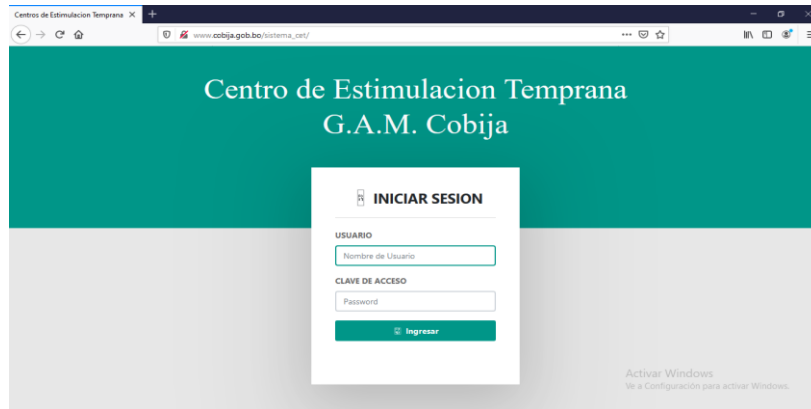 Centros de Estimulacion Temprana
www.cobija.gob.bo/sistema_cet/
Centro de Estimulacion Temprana
G.A.M. Cobija
INICIAR SESION
USUARIO
Nombre de Usuario
CLAVE DE ACCESO
Password
Ingresar
Activar Windows
Ve a Configuración para activar Windows.